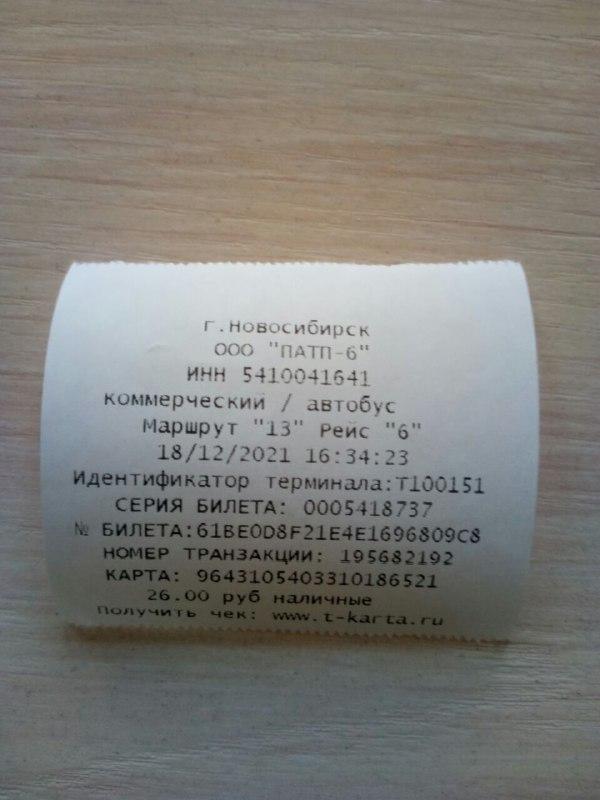 г.Новосибирск
ООО "ПАТП-6"
ИНН 5410041641
коммерческий / автобус
Маршрут "13" Рейс "6"
18/12/2021 16:34:23
Идентификатор терминала:T100151
СЕРИЯ БИЛЕТА: 0005418737
№ БИЛЕТА:61BE0D8F21E4E1696809C8
НОМЕР ТРАНЗАКЦИИ: 195682192
КАРТА: 9643105403310186521
26.00 руб наличные
Получить чек: www.t-karta.ru